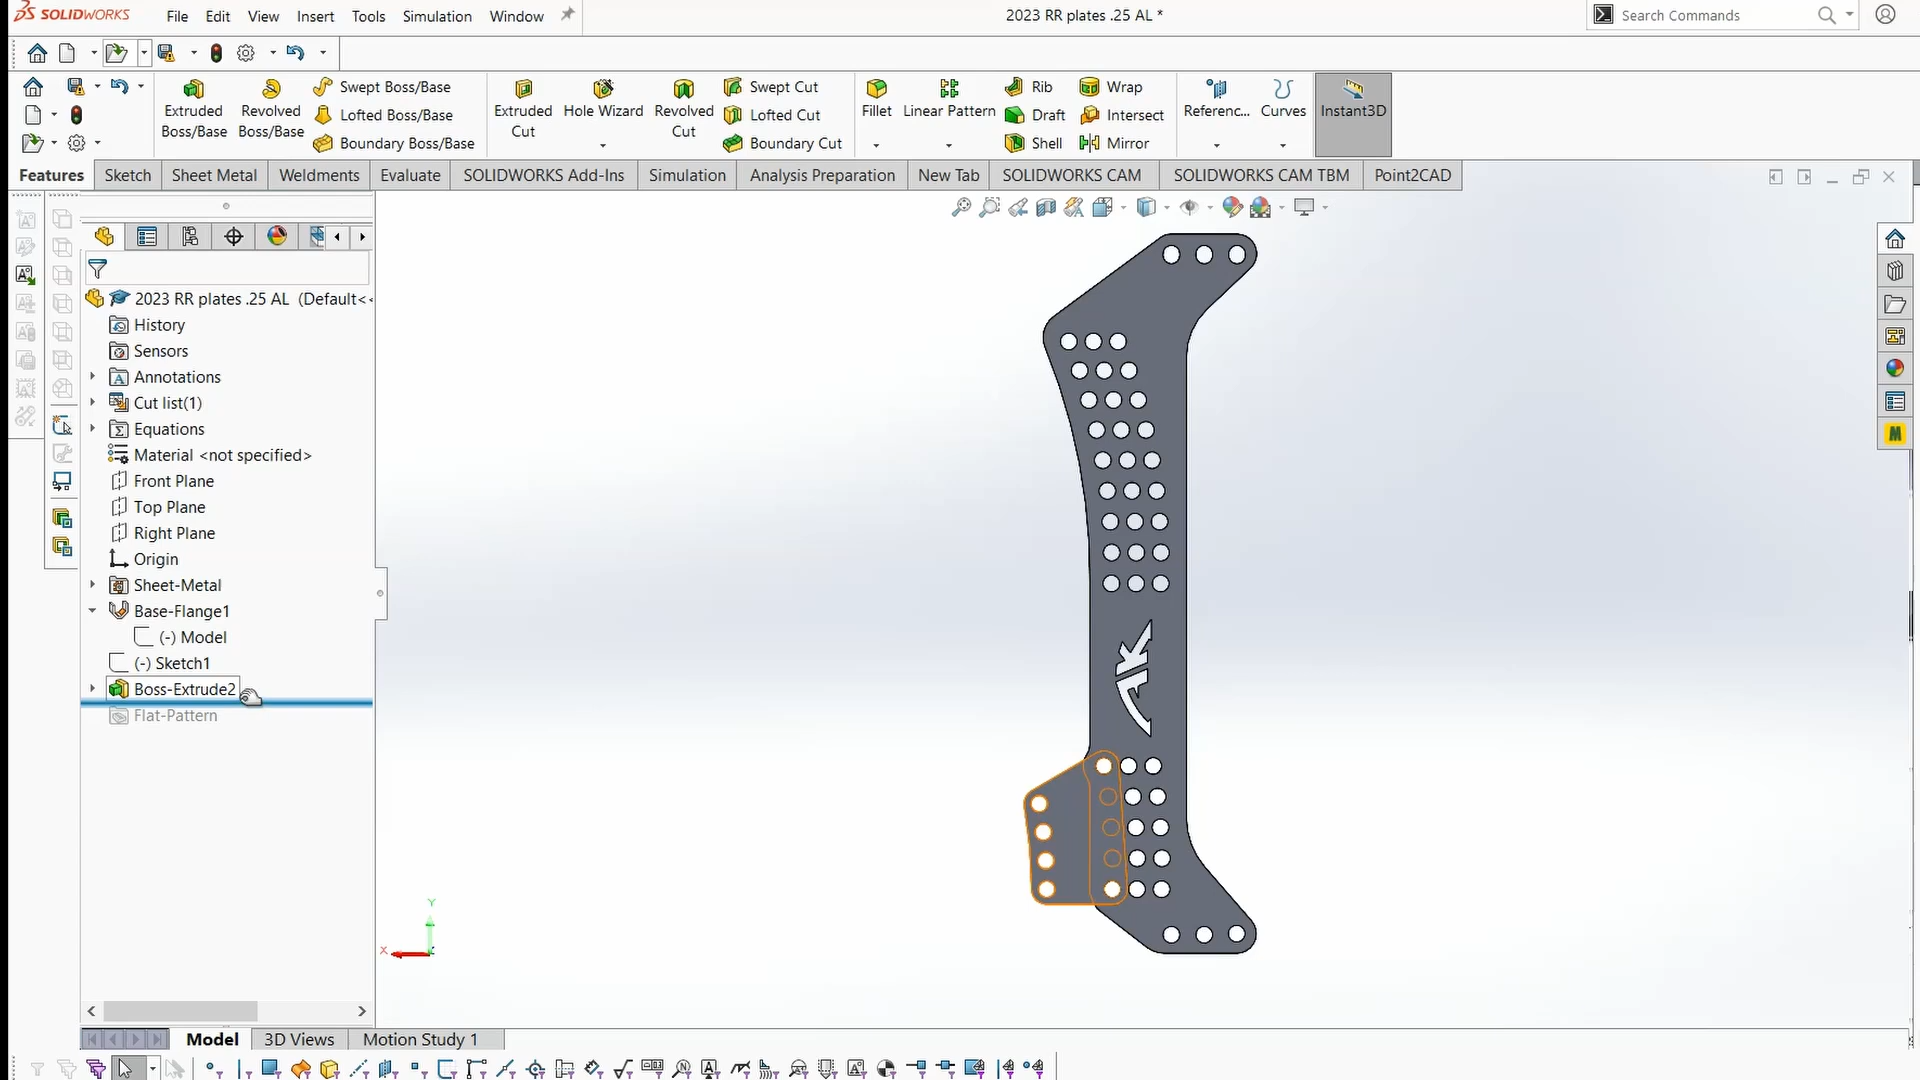 SOLIDWORKS
File Edit View Insert Tools Simulation Window
2023 RR plates .25 AL *
Search Commands
Extruded Boss/Base
Revolved Boss/Base
Swept Boss/Base
Lofted Boss/Base
Boundary Boss/Base
Extruded Cut
Hole Wizard
Revolved Cut
Swept Cut
Lofted Cut
Boundary Cut
Fillet
Linear Pattern
Rib
Draft
Shell
Wrap
Intersect
Mirror
Referenc...
Curves
Instant3D
Features Sketch Sheet Metal Weldments Evaluate SOLIDWORKS Add-Ins Simulation Analysis Preparation New Tab SOLIDWORKS CAM SOLIDWORKS CAM TBM Point2CAD
2023 RR plates .25 AL (Default<<
History
Sensors
Annotations
Cut list(1)
Equations
Material <not specified>
Front Plane
Top Plane
Right Plane
Origin
Sheet-Metal
Base-Flange1
(-) Model
(-) Sketch1
Boss-Extrude2
Flat-Pattern
AK
Y
X
Model 3D Views Motion Study 1